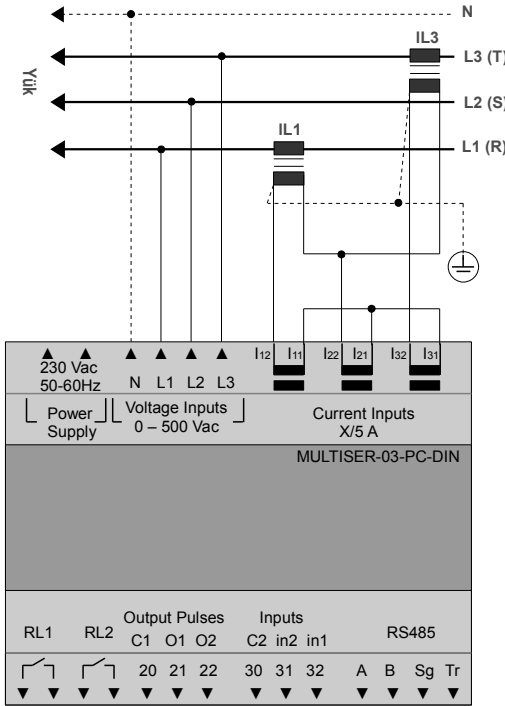 N
IL3
L3 (T)
Yük
L2 (S)
IL1
L1 (R)
I12 I11 I22 I21 I32 I31
230 Vac
50-60Hz
N L1 L2 L3
Power
Supply
Voltage Inputs
0 – 500 Vac
Current Inputs
X/5 A
MULTISER-03-PC-DIN
Output Pulses Inputs
RL1 RL2 C1 O1 O2 C2 in2 in1 RS485
20 21 22 30 31 32 A B Sg Tr